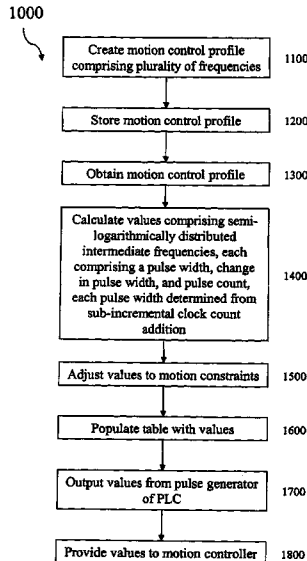 1000
Create motion control profile
comprising plurality of frequencies
1100
Store motion control profile
1200
Obtain motion control profile
1300
Calculate values comprising semi-
logarithmically distributed
intermediate frequencies, each
comprising a pulse width, change
in pulse width, and pulse count,
each pulse width determined from
sub-incremental clock count
addition
1400
Adjust values to motion constraints
1500
Populate table with values
1600
Output values from pulse generator
of PLC
1700
Provide values to motion controller
1800